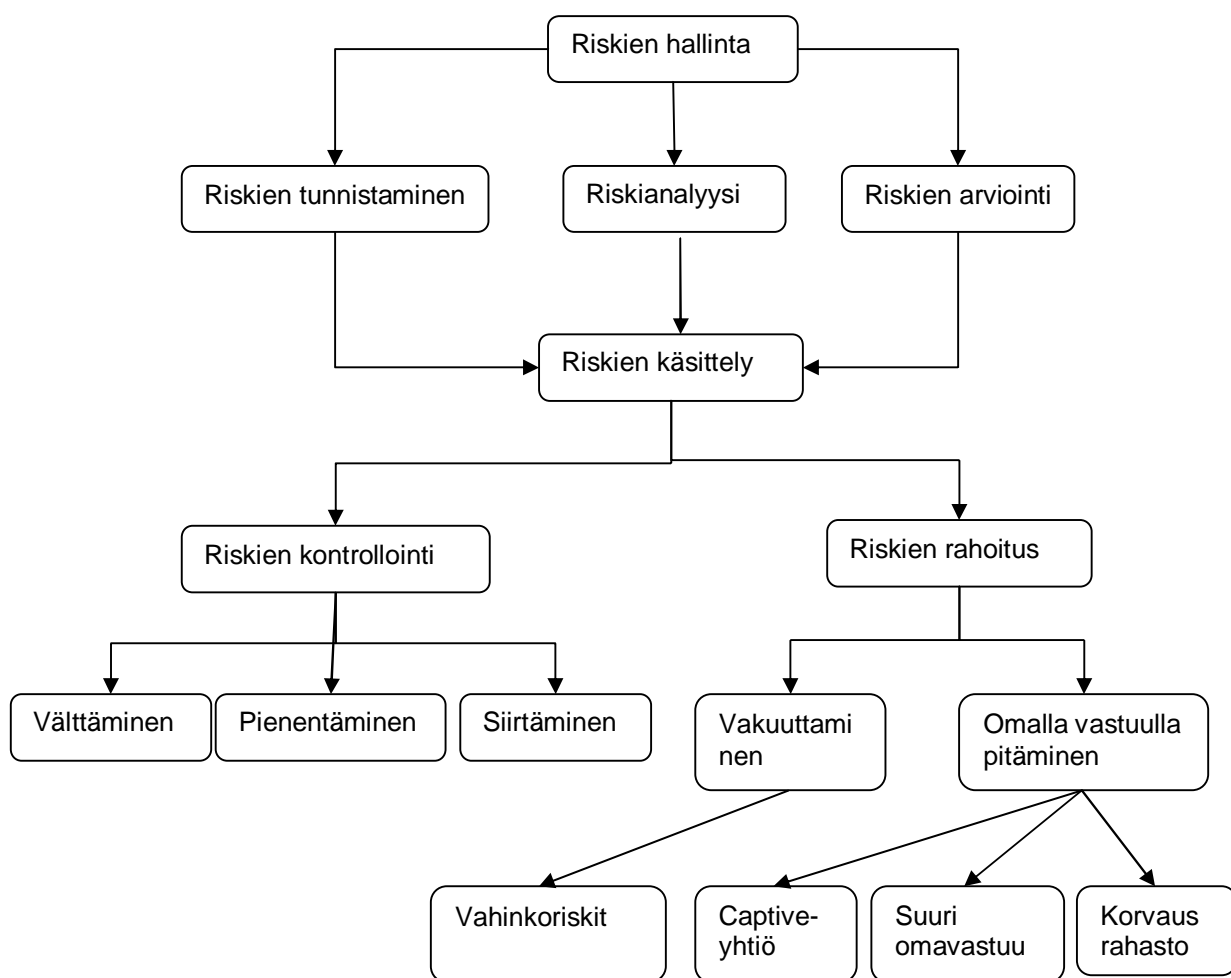 Riskien hallinta
Riskien tunnistaminen
Riskianalyysi
Riskien arviointi
Riskien käsittely
Riskien kontrollointi
Riskien rahoitus
Välttäminen
Pienentäminen
Siirtäminen
Vakuuttami
nen
Omalla vastuulla
pitäminen
Vahinkoriskit
Captive-
yhtiö
Suuri
omavastuu
Korvaus
rahasto